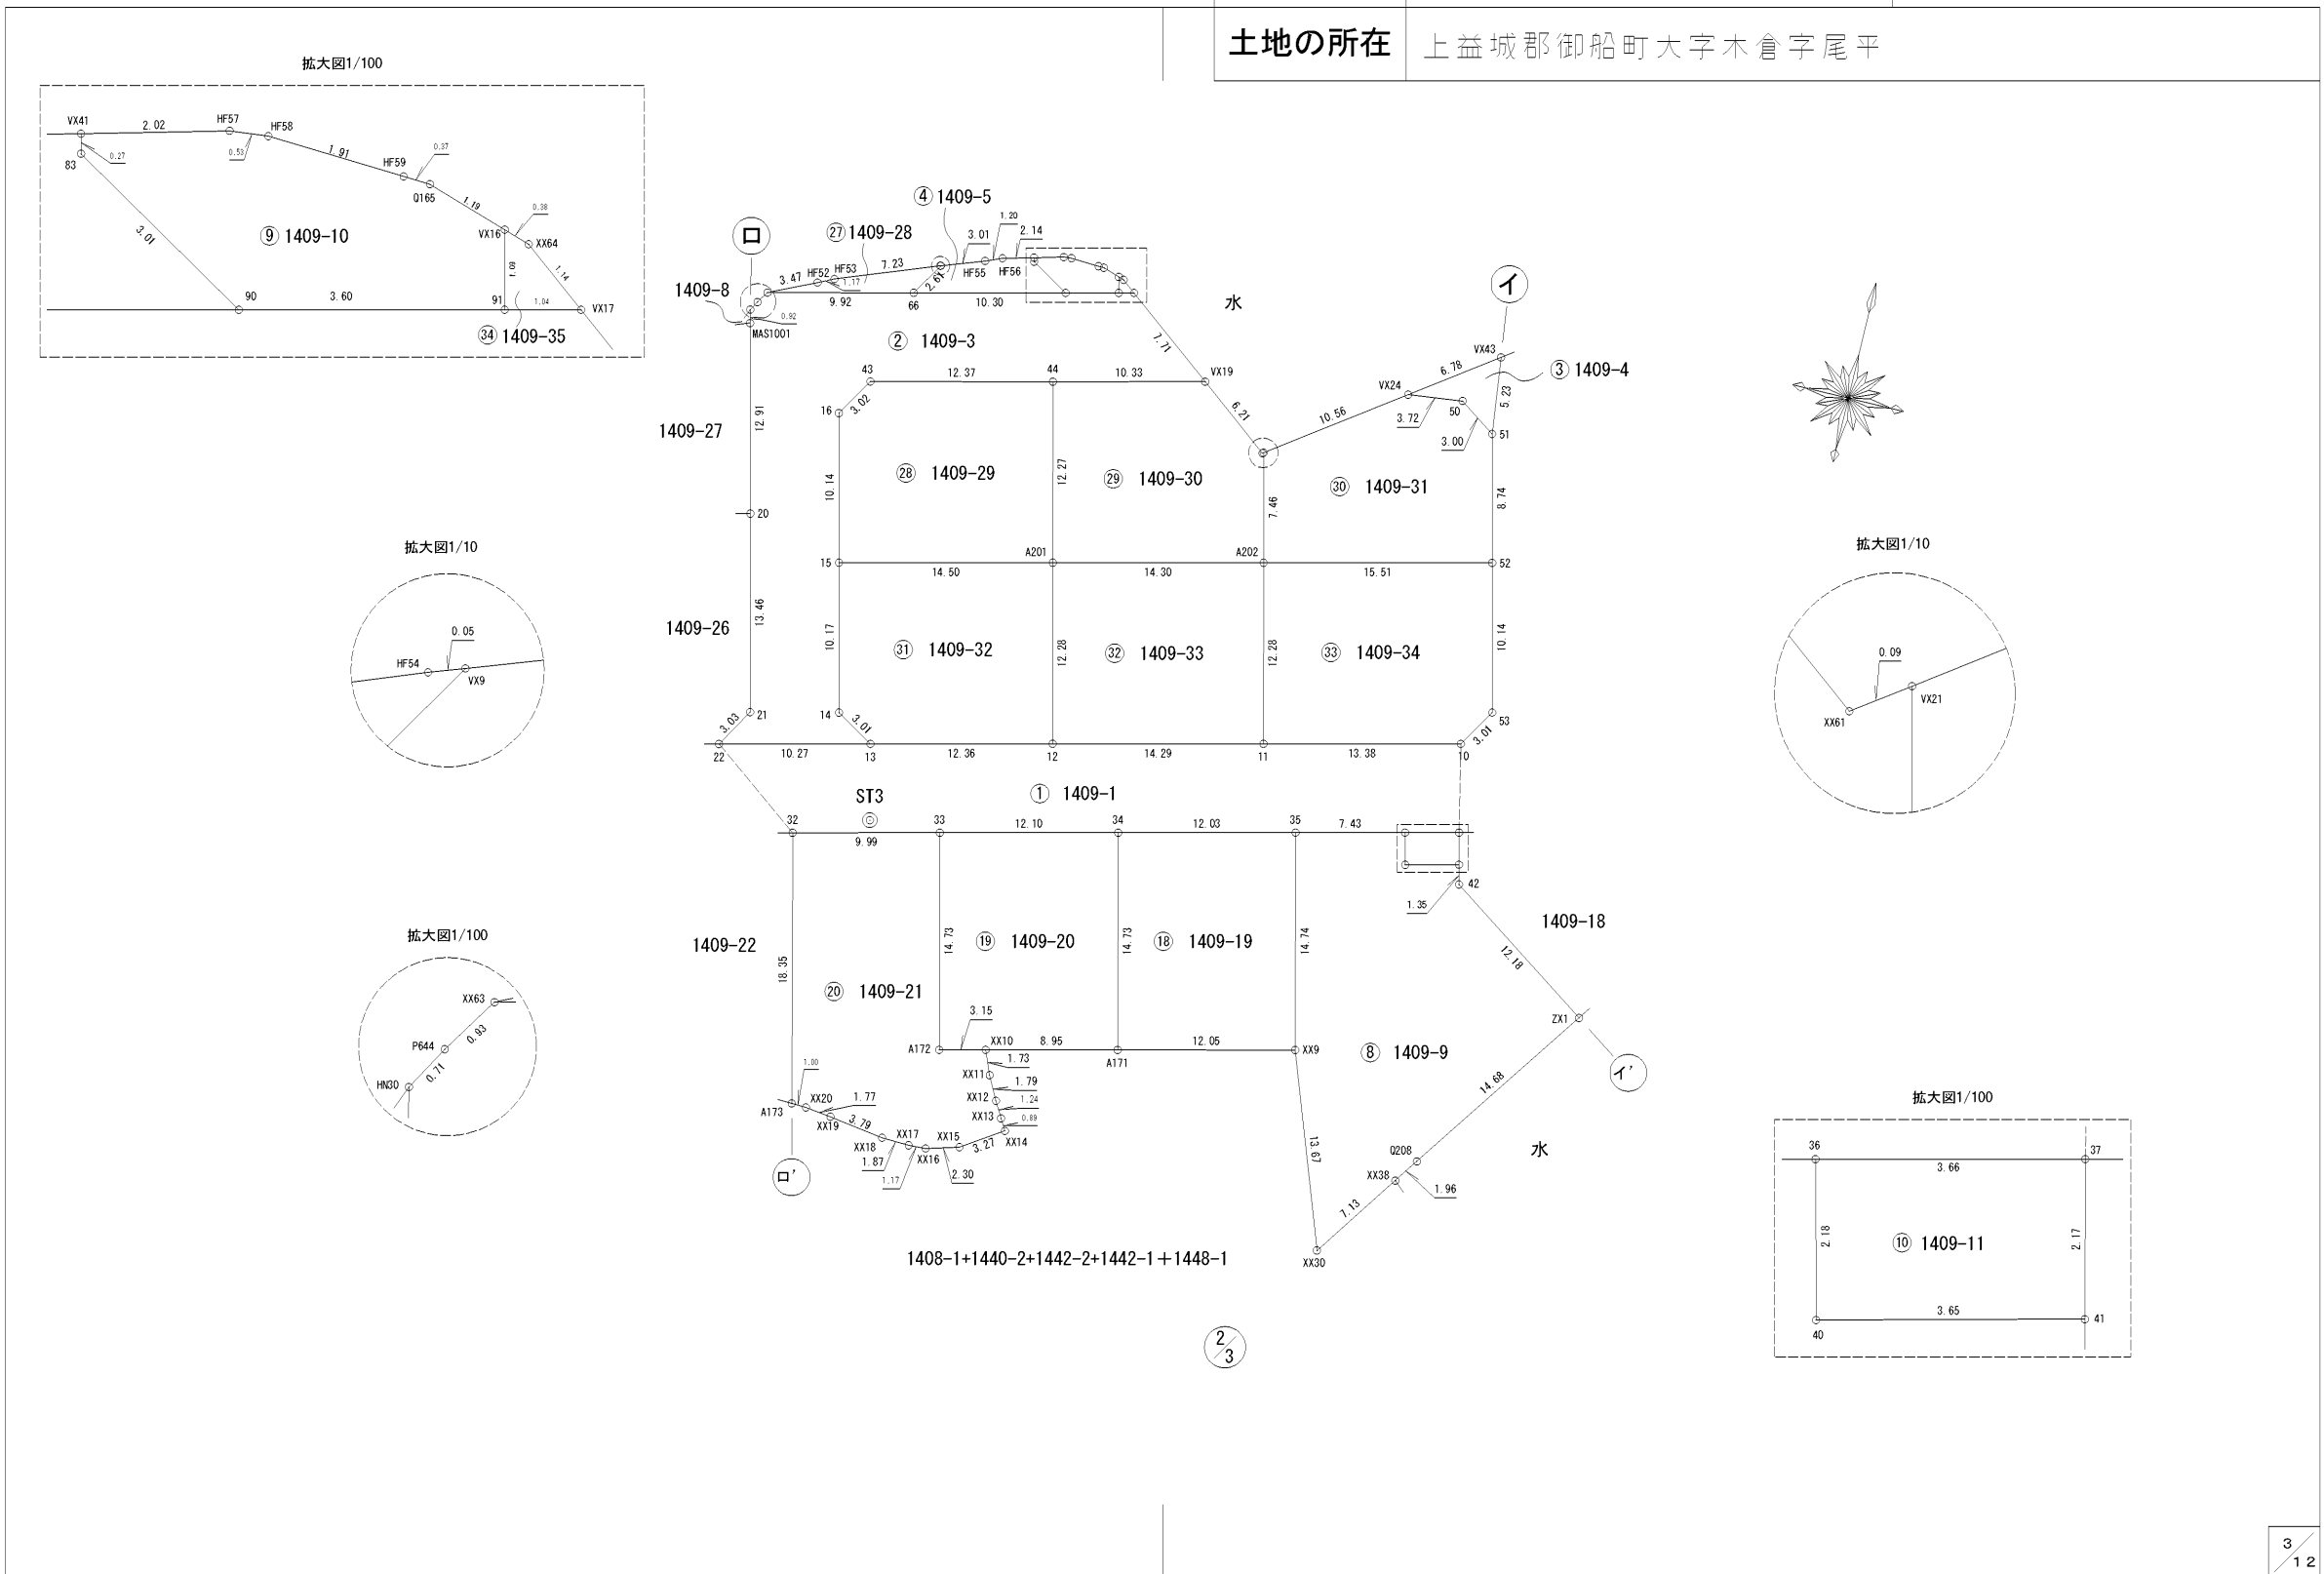 土地の所在 上益城郡御船町大字木倉字尾平
拡大図1/100
VX41 2.02 HF57 HF58
0.27 0.53 1.91 HF59 0.37
83 Q165 1.19 0.38
3.01 ⑨ 1409-10 VX16 XX64
1.09 1.14
90 3.60 91 1.04 VX17
㉞ 1409-35
ロ
④ 1409-5
㉗ 1409-28
1.20
3.01 2.14
3.47 HF52 HF53 7.23 HF55 HF56
1.17 2.61
1409-8
9.92 66 10.30
0.92
MAS1001
水
イ
② 1409-3
7.71
VX43
③ 1409-4
43 12.37 44 10.33 VX19
6.78
VX24
5.23
16 3.02
6.21 10.56 3.72 50
3.00 51
12.91
1409-27
㉘ 1409-29
㉙ 1409-30
㉚ 1409-31
10.14 12.27 7.46 8.74
20
15 A201 A202 52
14.50 14.30 15.51
1409-26
13.46
10.17 12.28 12.28 10.14
㉛ 1409-32
㉜ 1409-33
㉝ 1409-34
3.03 21 14 3.01 53
3.01
22 10.27 13 12.36 12 14.29 11 13.38 10
拡大図1/10
0.05
HF54
VX9
拡大図1/10
0.09
XX61 VX21
① 1409-1
ST3
32 33 12.10 34 12.03 35 7.43
9.99
42
1.35
1409-18
1409-22
18.35
14.73 14.73 14.74
⑲ 1409-20
⑱ 1409-19
12.18
⑳ 1409-21
3.15
ZX1
A172 XX10 8.95 A171 12.05 XX9
⑧ 1409-9
イ'
1.73
XX11 1.79
XX12 1.24
XX13 0.89
XX14
1.00
A173 XX20 1.77
XX19 3.79
XX18 XX17 XX15 3.27
1.87 XX16
1.17 2.30
ロ'
14.68
13.67
Q208
XX38
1.96
7.13
XX30
水
拡大図1/100
XX63
P644 0.93
HN30 0.71
拡大図1/100
36 37
3.66
2.18 ⑩ 1409-11 2.17
3.65
40 41
1408-1+1440-2+1442-2+1442-1+1448-1
2/3
3/12